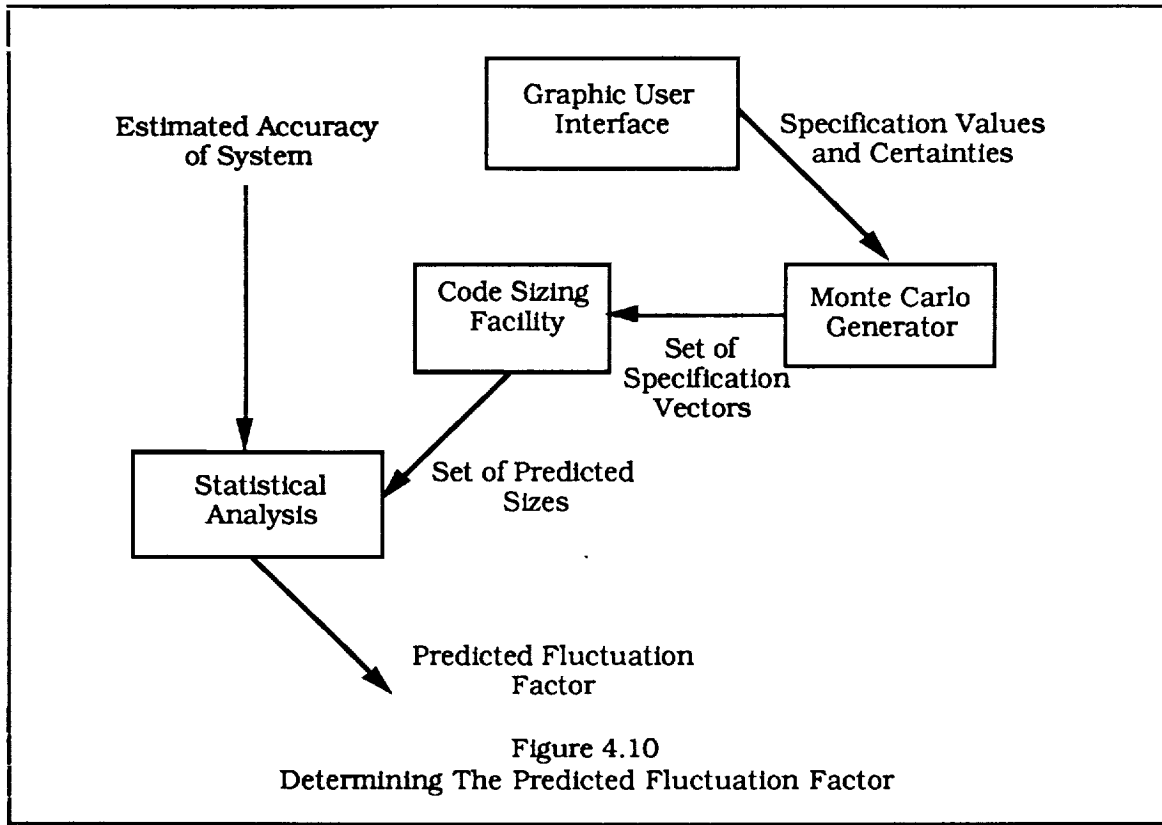 Graphic User
Interface
Estimated Accuracy
of System
Specification Values
and Certainties
Code Sizing
Facility
Monte Carlo
Generator
Set of
Specification
Vectors
Statistical
Analysis
Set of Predicted
Sizes
Predicted Fluctuation
Factor
Figure 4.10
Determining The Predicted Fluctuation Factor